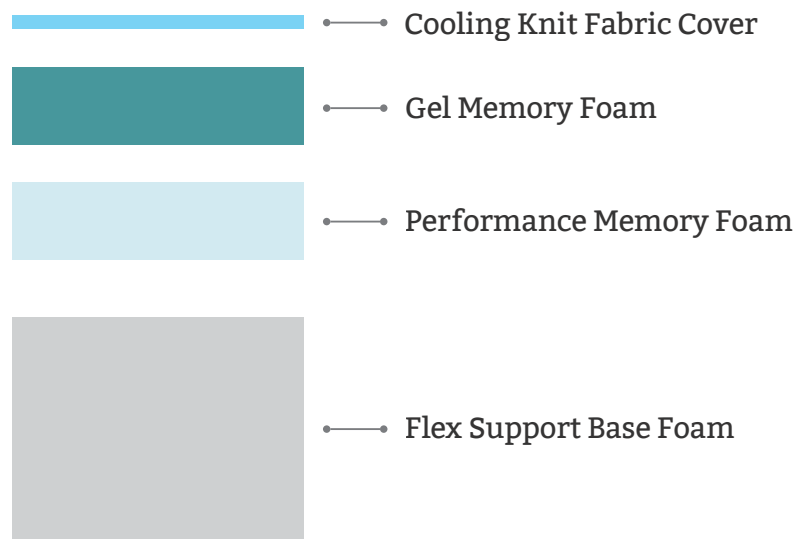 Cooling Knit Fabric Cover
Gel Memory Foam
Performance Memory Foam
Flex Support Base Foam